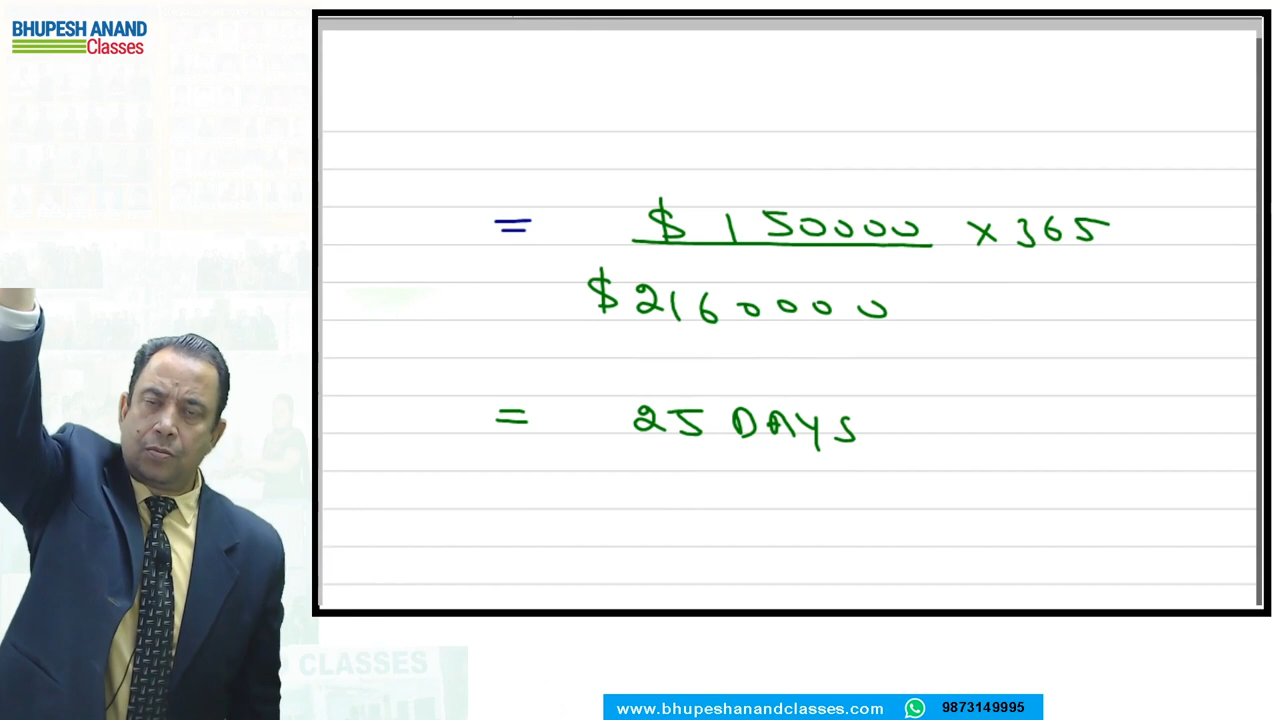 BHUPESH ANAND
Classes
= $ 150000 × 365
$ 2160000
= 25 DAYS
CLASSES
www.bhupeshanandclasses.com 9873149995